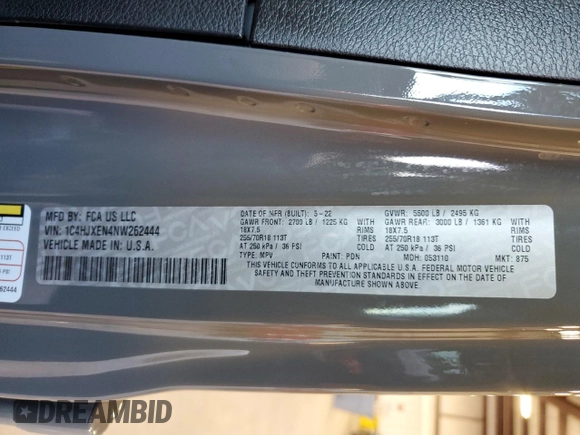 MFD BY: FCA US LLC
VIN: 1C4HJXEN4NW262444
VEHICLE MADE IN U.S.A.
DATE OF MFR (BUILT): 5-22
GAWR FRONT: 2700 LB / 1225 KG
18X7.5 RIMS
255/70R18 113T TIRES
AT 250 kPa / 36 PSI COLD
TYPE: MPV PAINT: PDN
GVWR: 5500 LB / 2495 KG
GAWR REAR: 3000 LB / 1361 KG
18X7.5 RIMS
255/70R18 113T TIRES
AT 250 kPa / 36 PSI COLD
MDH: 053110 MKT: 875
THIS VEHICLE CONFORMS TO ALL APPLICABLE U.S.A. FEDERAL MOTOR VEHICLE
SAFETY AND THEFT PREVENTION STANDARDS IN EFFECT ON THE DATE OF
MANUFACTURE SHOWN ABOVE.
EXCEED
113T
PSI
62444
DREAMBID